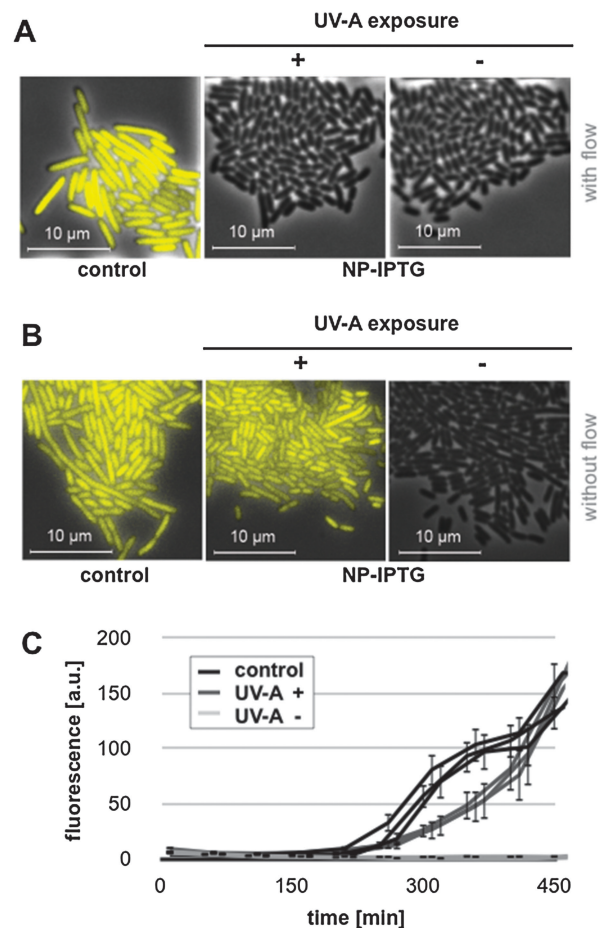 A
UV-A exposure
+ -
10 µm 10 µm 10 µm
with flow
control NP-IPTG
B
UV-A exposure
+ -
10 µm 10 µm 10 µm
without flow
control NP-IPTG
C
fluorescence [a.u.]
200
150
100
50
0
control
UV-A +
UV-A -
0 150 300 450
time [min]